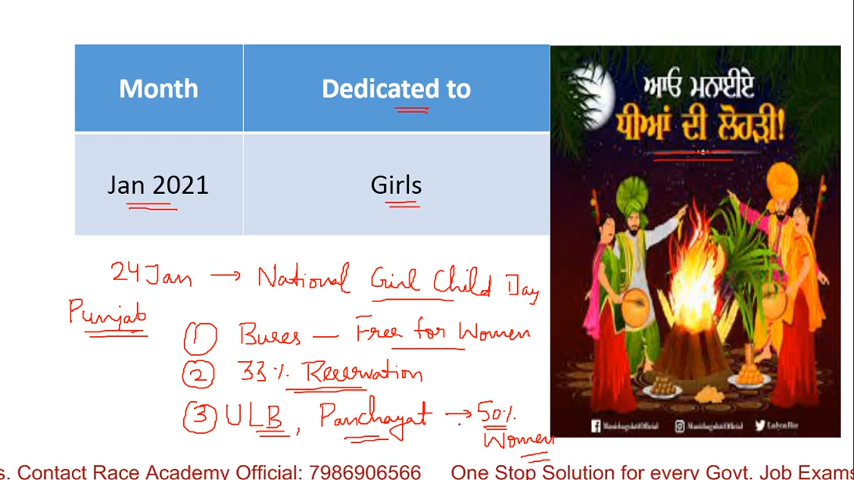 Month
Dedicated to
Jan 2021
Girls
ਆਓ ਮਨਾਈਏ
ਧੀਆਂ ਦੀ ਲੋਹੜੀ!
24 Jan → National Girl Child Day
Punjab
① Buses — Free for Women
② 33% Reservation
③ ULB, Panchayat → 50%
Women
ManishagulatiOfficial ManishagulatiOfficial
s. Contact Race Academy Official: 7986906566 One Stop Solution for every Govt. Job Exams